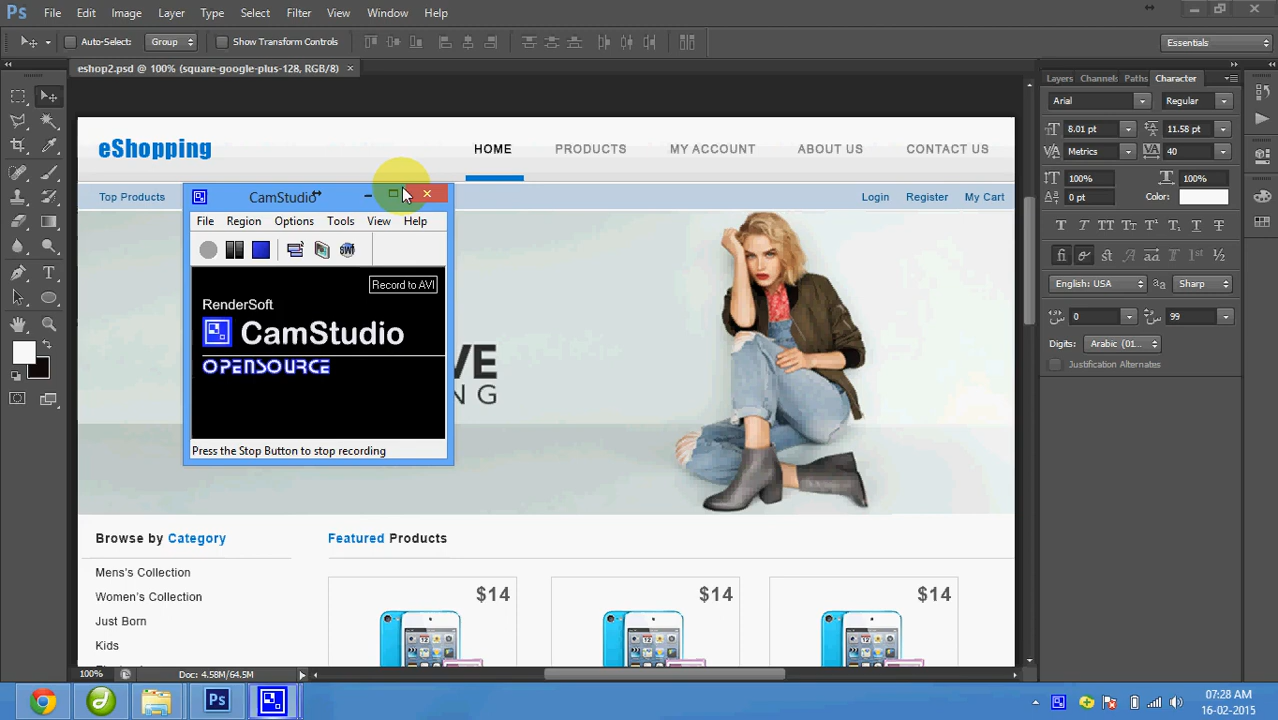 Ps File Edit Image Layer Type Select Filter View Window Help
Auto-Select: Group Show Transform Controls Essentials
eshop2.psd @ 100% (square-google-plus-128, RGB/8)
eShopping
HOME PRODUCTS MY ACCOUNT ABOUT US CONTACT US
Top Products
Login Register My Cart
CamStudio
File Region Options Tools View Help
SWF
Record to AVI
RenderSoft
CamStudio
OPENSOURCE
Press the Stop Button to stop recording
VE
NG
Browse by Category
Featured Products
Mens's Collection
Women's Collection
Just Born
Kids
$14
$14
$14
100% Doc: 4.58M/64.5M
Layers Channels Paths Character
Arial Regular
8.01 pt 11.58 pt
Metrics 40
100% 100%
0 pt Color:
English: USA Sharp
0 99
Digits: Arabic (01...
Justification Alternates
Ps
07:28 AM
16-02-2015